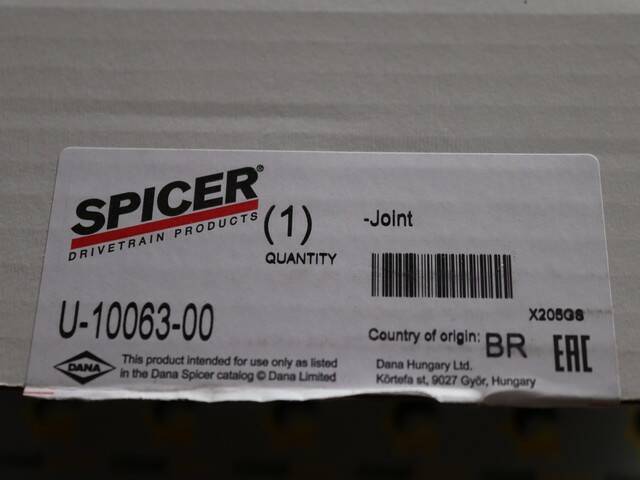 SPICER®
DRIVETRAIN PRODUCTS
(1)
QUANTITY
-Joint
U-10063-00
X205GS
Country of origin: BR
EAC
DANA
This product intended for use only as listed
in the Dana Spicer catalog © Dana Limited
Dana Hungary Ltd.
Körtefa st, 9027 Győr, Hungary